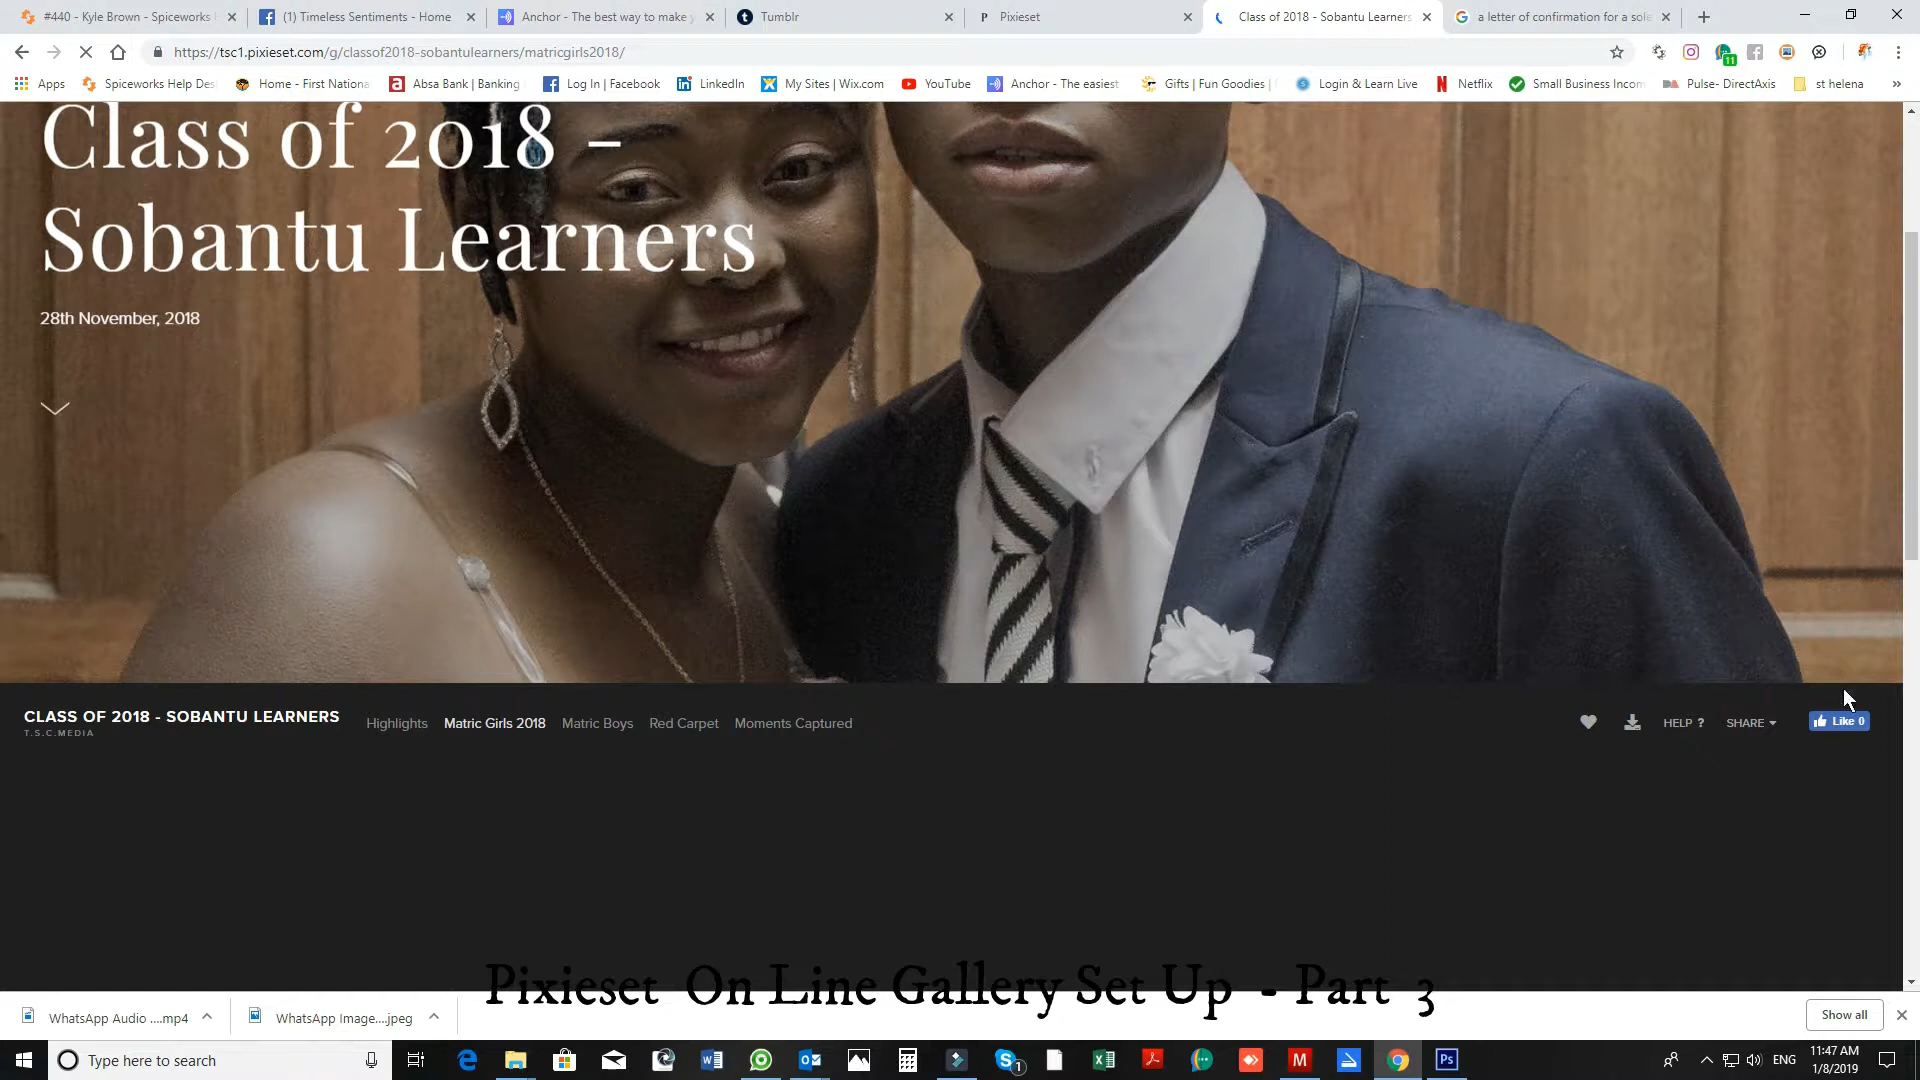 #440 - Kyle Brown - Spiceworks
(1) Timeless Sentiments - Home
Anchor - The best way to make
Tumblr
Pixieset
Class of 2018 - Sobantu Learners
a letter of confirmation for a sole
https://tsc1.pixieset.com/g/classof2018-sobantulearners/matricgirls2018/
11
Apps
Spiceworks Help Des
Home - First Nationa
Absa Bank | Banking
Log In | Facebook
LinkedIn
My Sites | Wix.com
YouTube
Anchor - The easiest
Gifts | Fun Goodies |
Login & Learn Live
Netflix
Small Business Incom
Pulse- DirectAxis
st helena
Class of 2018 –
Sobantu Learners
28th November, 2018
CLASS OF 2018 - SOBANTU LEARNERS
T.S.C.MEDIA
Highlights
Matric Girls 2018
Matric Boys
Red Carpet
Moments Captured
HELP ?
SHARE
Like 0
Pixieset On Line Gallery Set Up - Part 3
WhatsApp Audio ....mp4
WhatsApp Image....jpeg
Show all
Type here to search
1
ENG
11:47 AM
1/8/2019